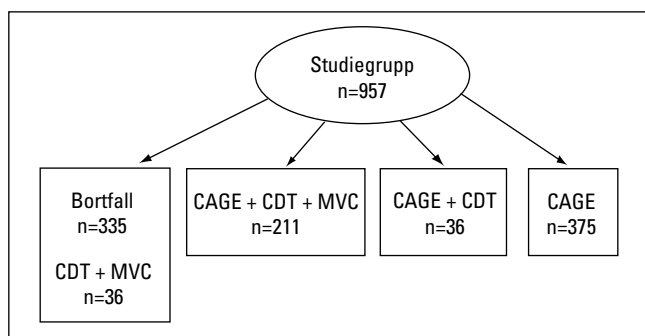 Studiegrupp
n=957
Bortfall
n=335
CDT + MVC
n=36
CAGE + CDT + MVC
n=211
CAGE + CDT
n=36
CAGE
n=375